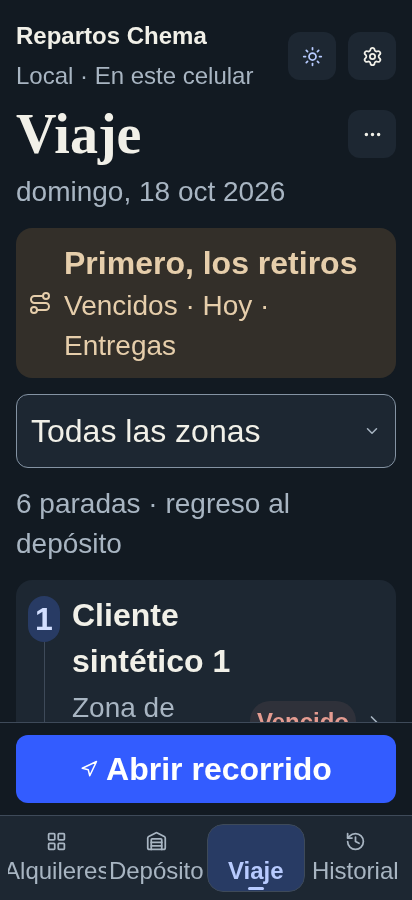 Repartos Chema
Local · En este celular
Viaje
domingo, 18 oct 2026
Primero, los retiros
Vencidos · Hoy ·
Entregas
Todas las zonas
6 paradas · regreso al
depósito
1 Cliente
sintético 1
Zona de
Vencido
Abrir recorrido
Alquileres Depósito Viaje Historial